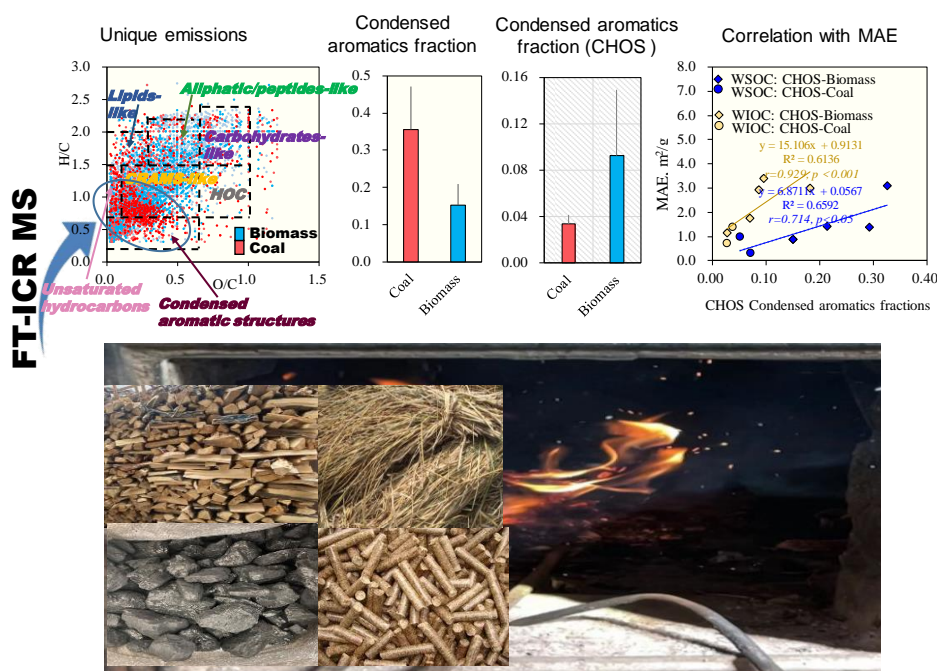 Unique emissions
3.0
2.5
2.0
1.5
1.0
0.5
0.0
H/C
0.0
0.5
1.0
1.5
O/C
Lipids-
like
Aliphatic/peptides-like
Carbohydrates-
like
CRAMS-like
HOC
Biomass
Coal
Unsaturated
hydrocarbons
Condensed
aromatic structures
FT-ICR MS
Condensed
aromatics fraction
0.5
0.4
0.3
0.2
0.1
0.0
Coal
Biomass
Condensed aromatics
fraction (CHOS )
0.16
0.12
0.08
0.04
0.00
Coal
Biomass
Correlation with MAE
8.0
7.0
6.0
5.0
4.0
3.0
2.0
1.0
0.0
MAE. m²/g
WSOC: CHOS-Biomass
WSOC: CHOS-Coal
WIOC: CHOS-Biomass
WIOC: CHOS-Coal
y = 15.106x + 0.9131
R² = 0.6136
r=0.929, p <0.001
y = 6.8711x + 0.0567
R² = 0.6592
r=0.714, p<0.05
0.00
0.10
0.20
0.30
0.40
CHOS Condensed aromatics fractions